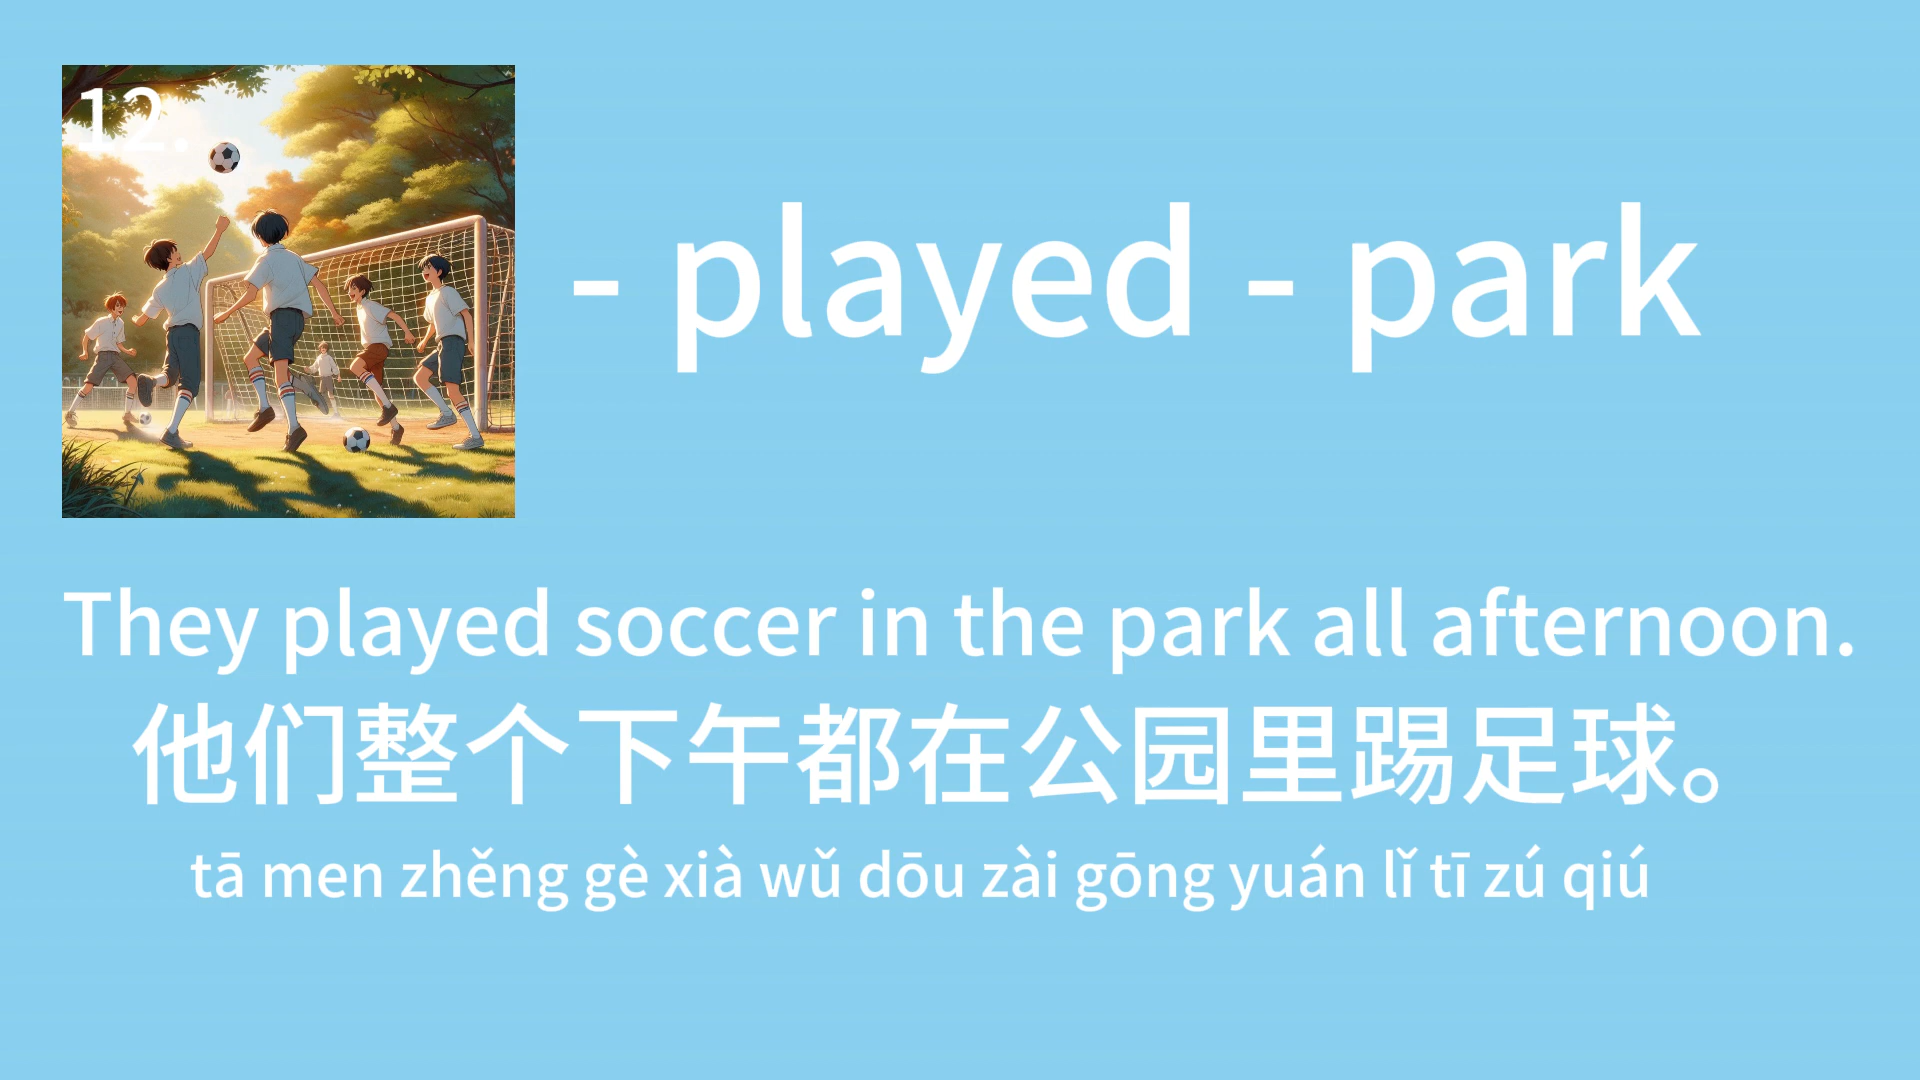 12.
- played - park
They played soccer in the park all afternoon.
他们整个下午都在公园里踢足球。
tā men zhěng gè xià wǔ dōu zài gōng yuán lǐ tī zú qiú